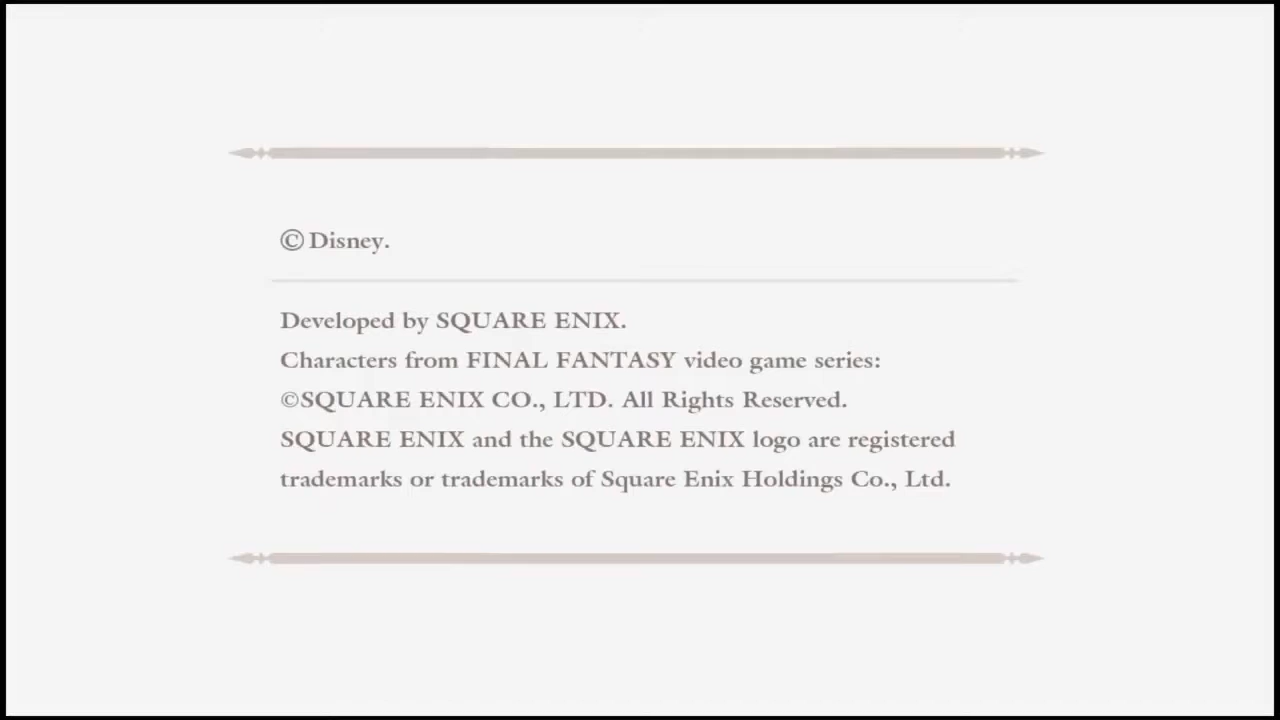 © Disney.
Developed by SQUARE ENIX.
Characters from FINAL FANTASY video game series:
©SQUARE ENIX CO., LTD. All Rights Reserved.
SQUARE ENIX and the SQUARE ENIX logo are registered
trademarks or trademarks of Square Enix Holdings Co., Ltd.